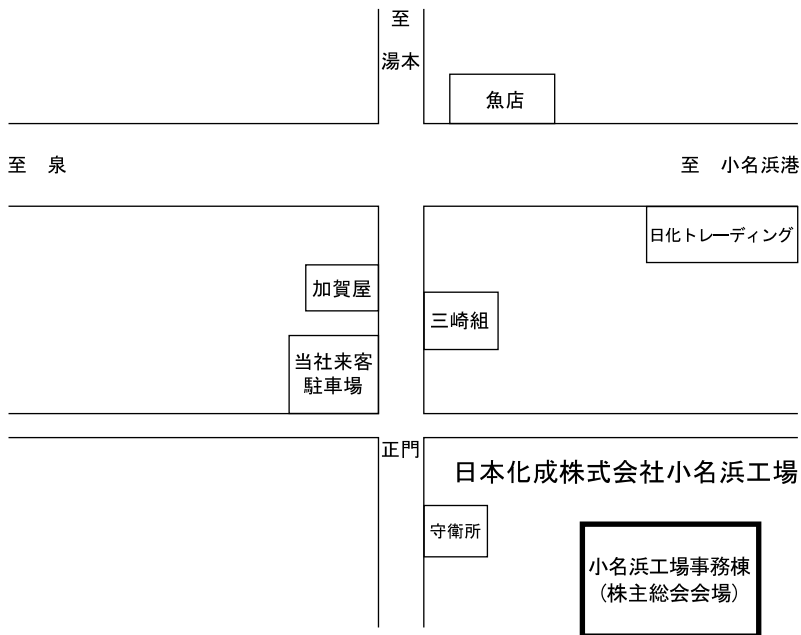 至
湯本
魚店
至　泉
至　小名浜港
日化トレーディング
加賀屋
三崎組
当社来客
駐車場
正門
日本化成株式会社小名浜工場
守衛所
小名浜工場事務棟
（株主総会会場）